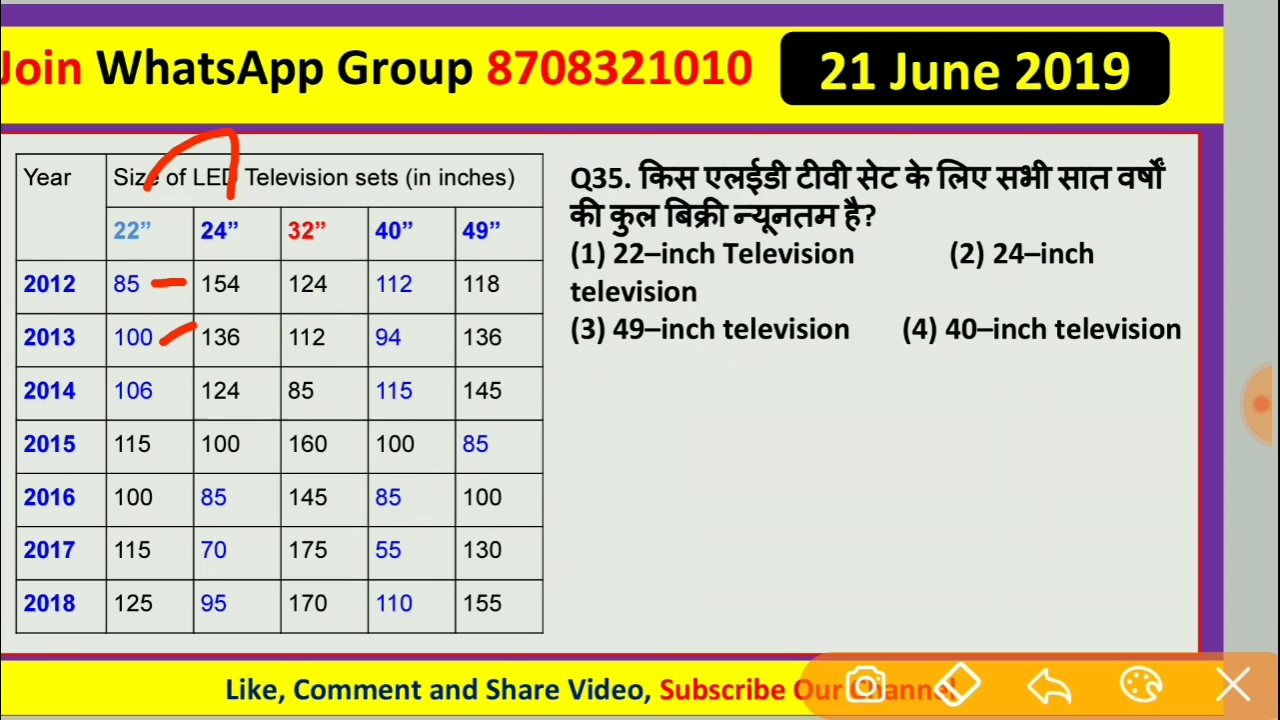 Join WhatsApp Group 8708321010
21 June 2019
Year Size of LED Television sets (in inches)
22” 24” 32” 40” 49”
2012 85 154 124 112 118
2013 100 136 112 94 136
2014 106 124 85 115 145
2015 115 100 160 100 85
2016 100 85 145 85 100
2017 115 70 175 55 130
2018 125 95 170 110 155
Q35. किस एलईडी टीवी सेट के लिए सभी सात वर्षों
की कुल बिक्री न्यूनतम है?
(1) 22–inch Television (2) 24–inch
television
(3) 49–inch television (4) 40–inch television
Like, Comment and Share Video, Subscribe Our Channel